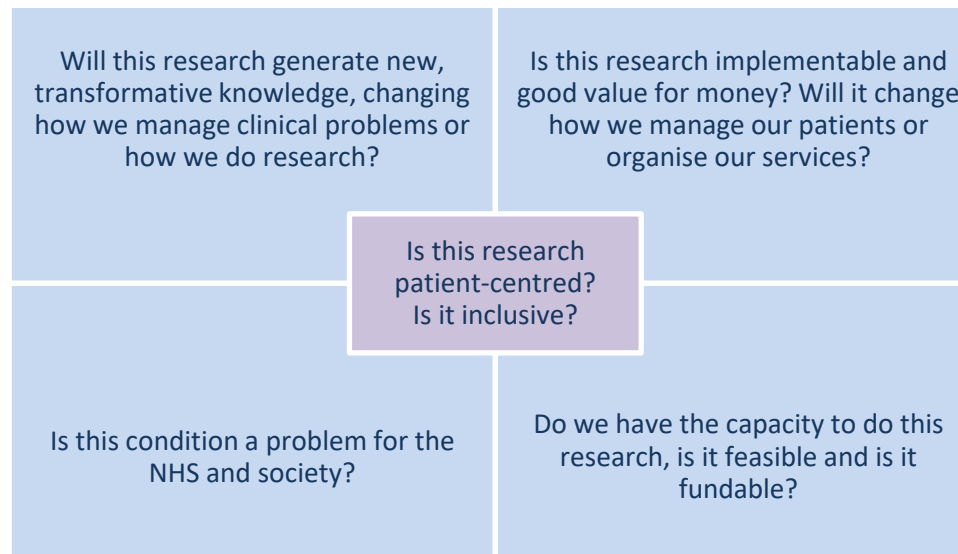 Will this research generate new,
transformative knowledge, changing
how we manage clinical problems or
how we do research?
Is this research implementable and
good value for money? Will it change
how we manage our patients or
organise our services?
Is this research
patient-centred?
Is it inclusive?
Is this condition a problem for the
NHS and society?
Do we have the capacity to do this
research, is it feasible and is it
fundable?